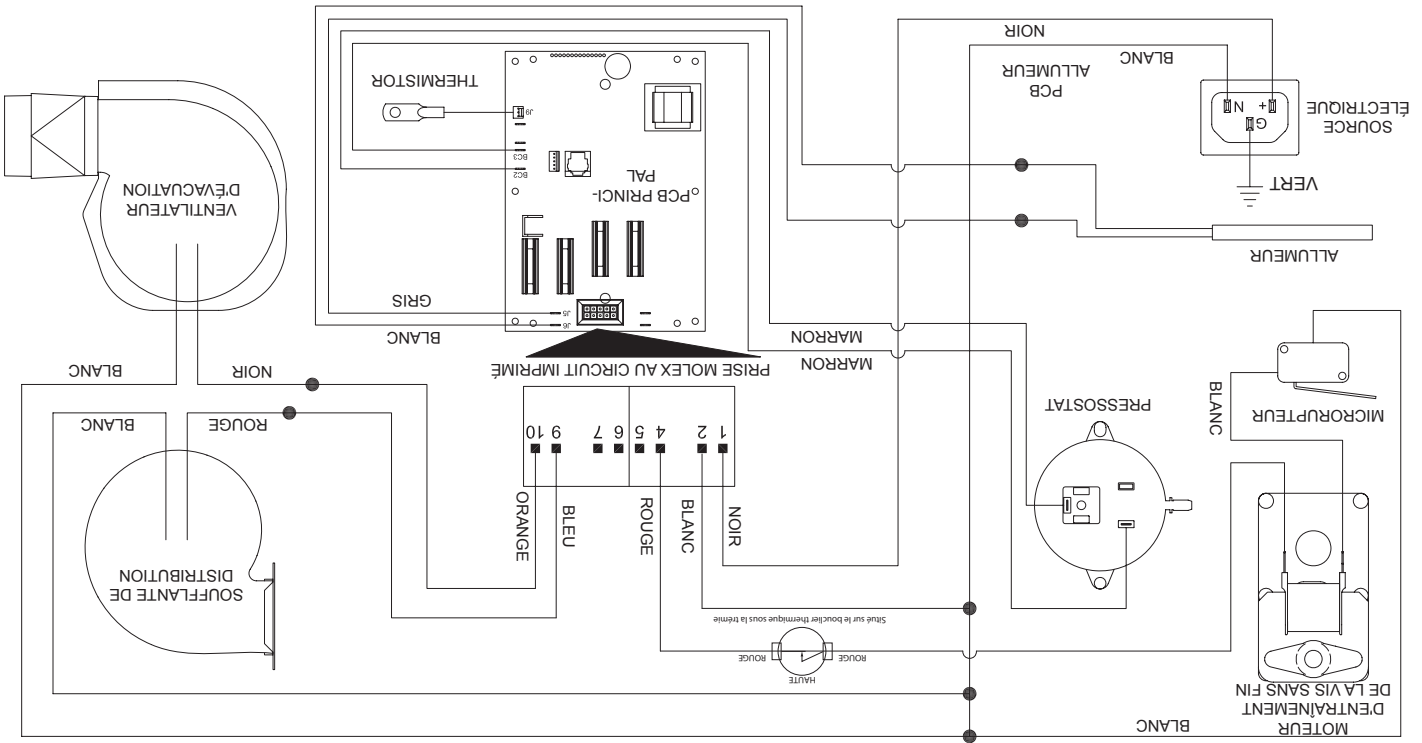 MOTEUR
D'ENTRAÎNEMENT
DE LA VIS SANS FIN
BLANC
HAUTE
ROUGE
ROUGE
Situé sur le bouclier thermique sous la trémie
SOUFFLANTE DE
DISTRIBUTION
NOIR
BLANC
ROUGE
BLEU
ORANGE
1
2
4
5
6
7
9
10
MICRORUPTEUR
BLANC
PRESSOSTAT
ROUGE
BLANC
NOIR
BLANC
PRISE MOLEX AU CIRCUIT IMPRIMÉ
MARRON
MARRON
BLANC
GRIS
J6
J5
ALLUMEUR
VENTILATEUR
D'ÉVACUATION
VERT
PCB PRINCI-
PAL
BC2
BC3
SOURCE
ÉLECTRIQUE
G
+
N
J9
THERMISTOR
PCB
ALLUMEUR
BLANC
NOIR